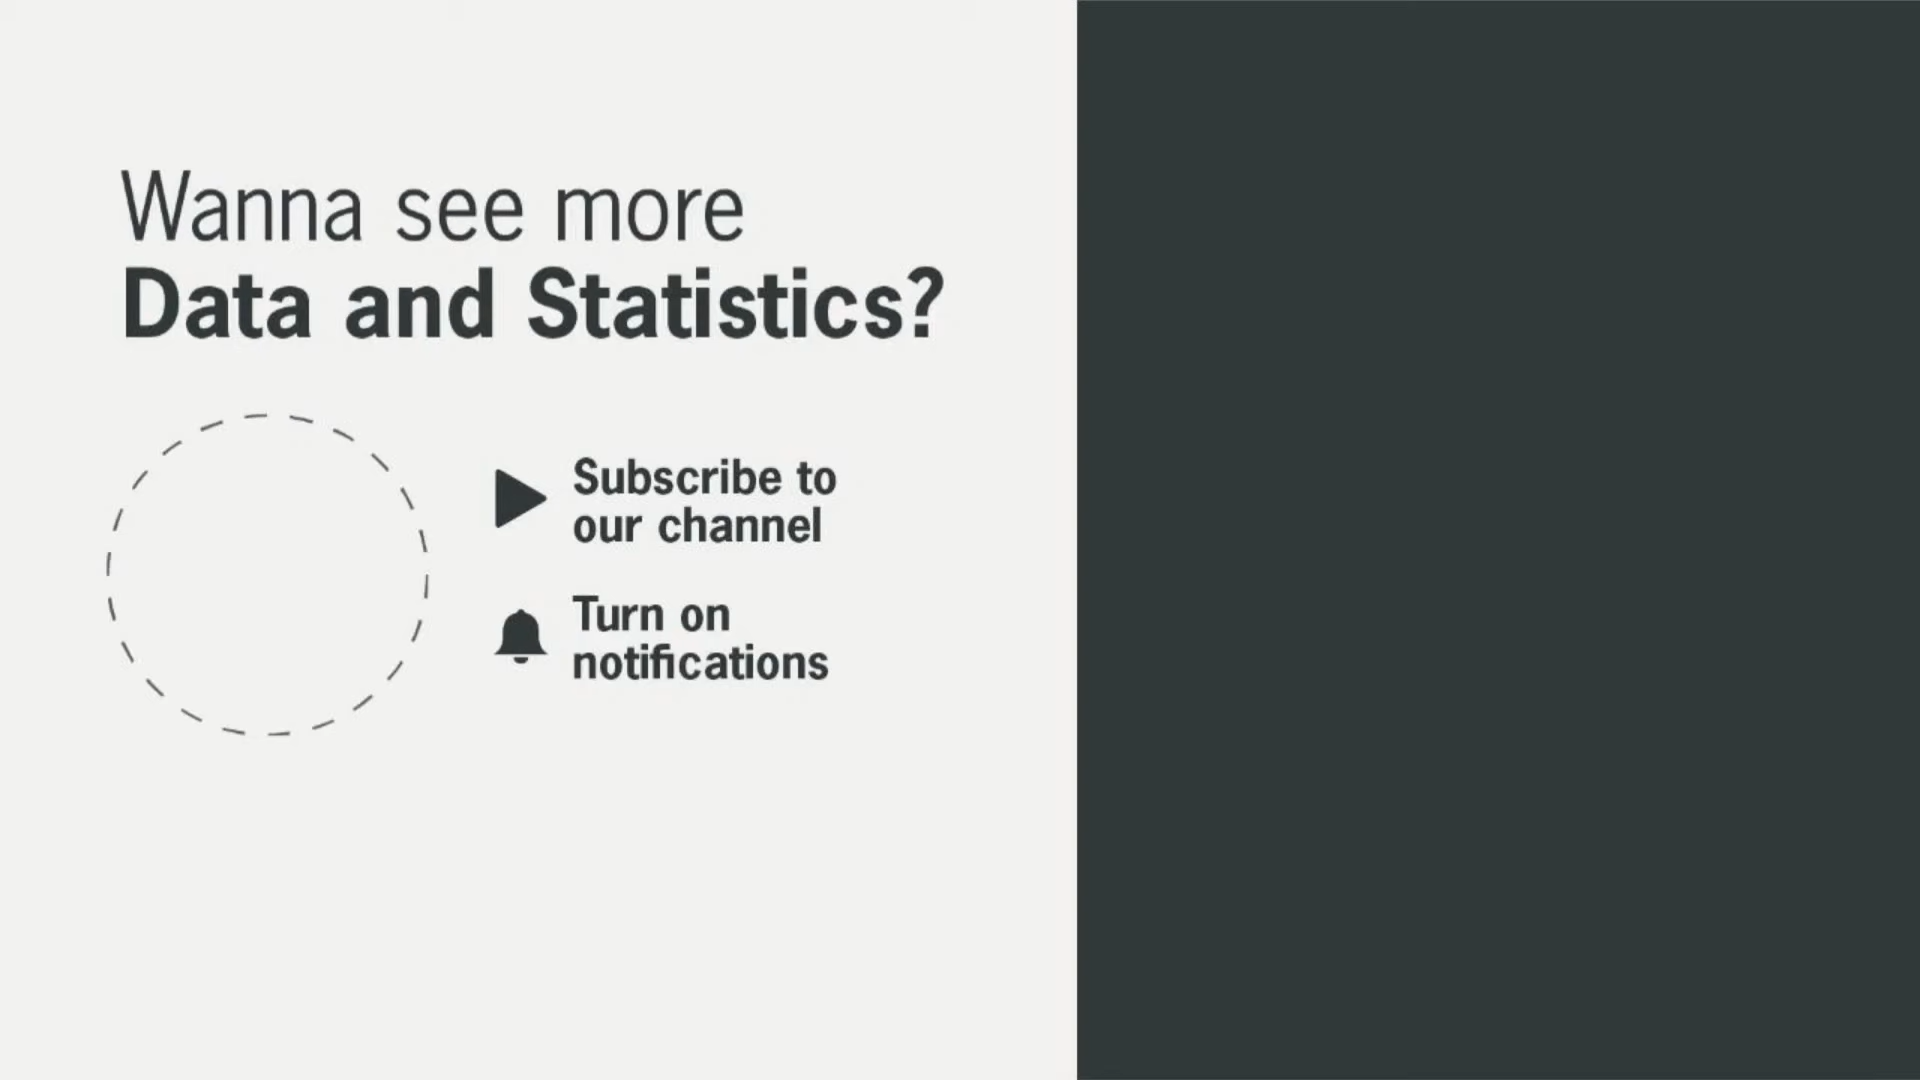 Wanna see more
Data and Statistics?
Subscribe to
our channel
Turn on
notifications